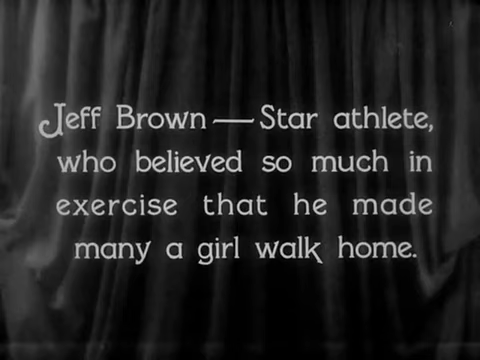 Jeff Brown — Star athlete,
who believed so much in
exercise that he made
many a girl walk home.